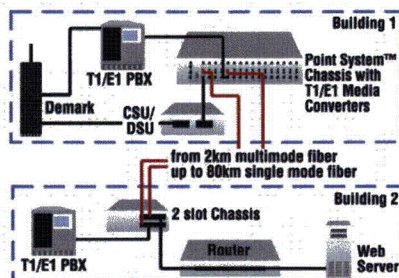 Building 1
T1/E1 PBX
Point System™
Chassis with
T1/E1 Media
Converters
Demark
CSU/
DSU
from 2km multimode fiber
up to 80km single mode fiber
Building 2
2 slot Chassis
T1/E1 PBX
Router
Web
Server